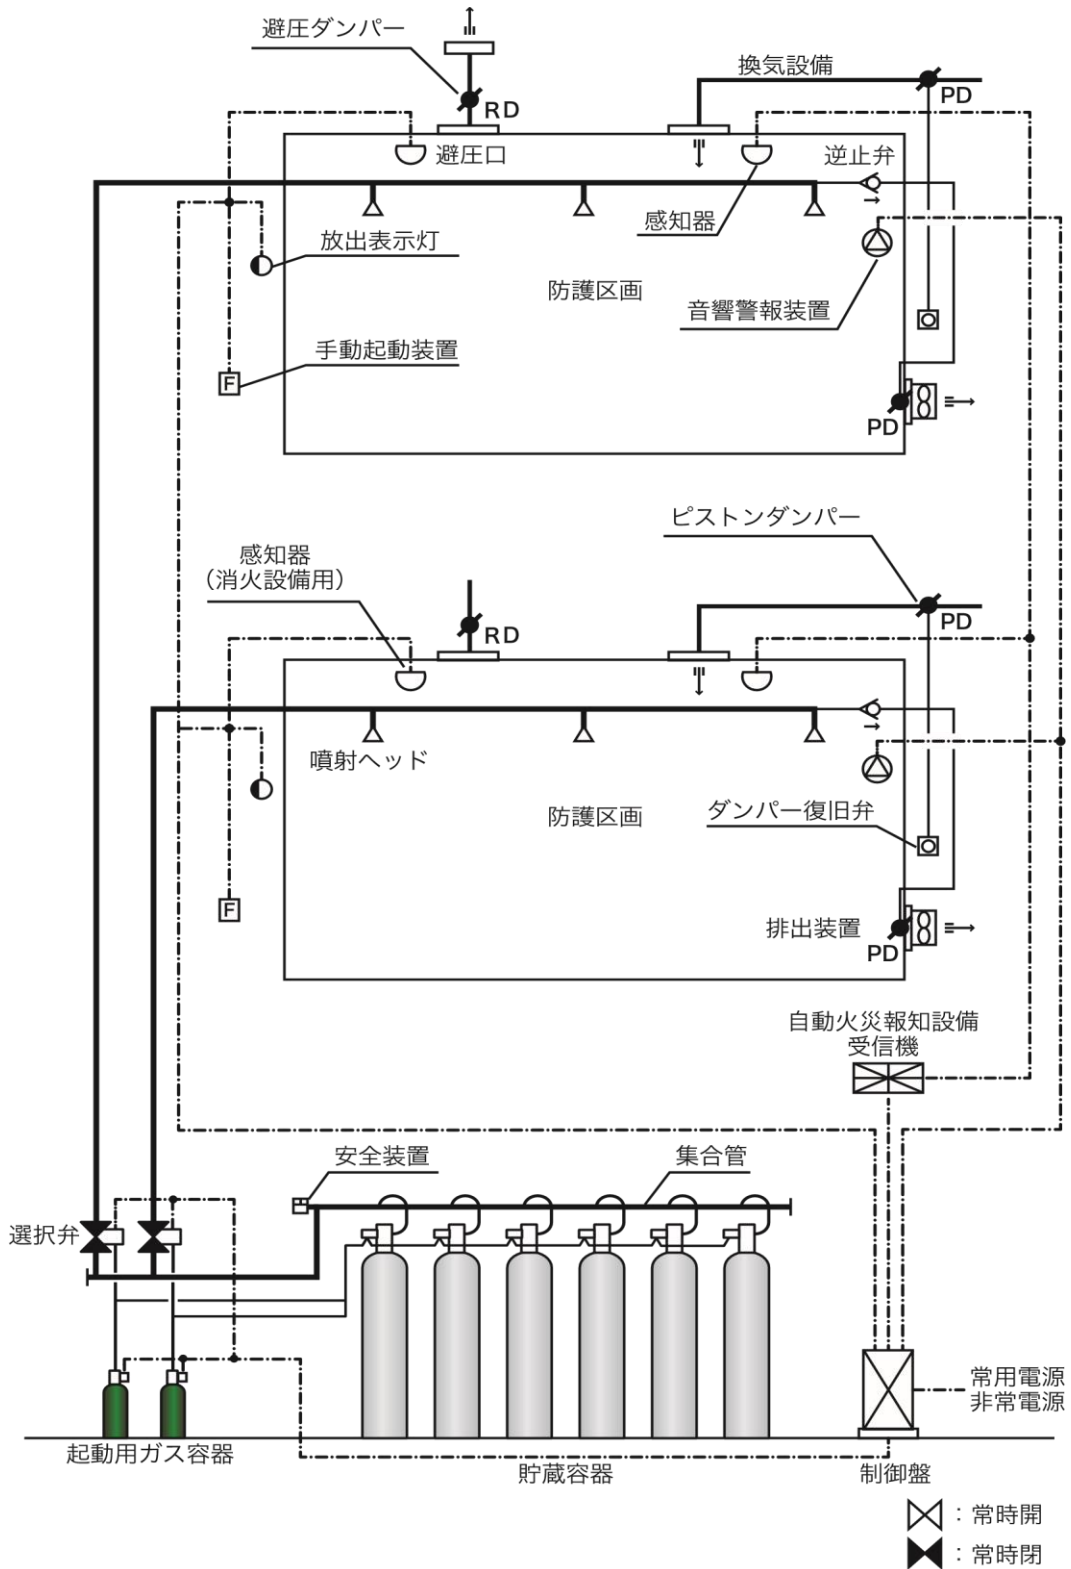 避圧ダンパー
換気設備
RD
PD
避圧口
逆止弁
感知器
放出表示灯
防護区画
音響警報装置
手動起動装置
F
PD
ピストンダンパー
感知器
（消火設備用）
RD
PD
噴射ヘッド
防護区画
ダンパー復旧弁
F
排出装置
PD
自動火災報知設備
受信機
安全装置
集合管
選択弁
常用電源
非常電源
起動用ガス容器
貯蔵容器
制御盤
：常時開
：常時閉